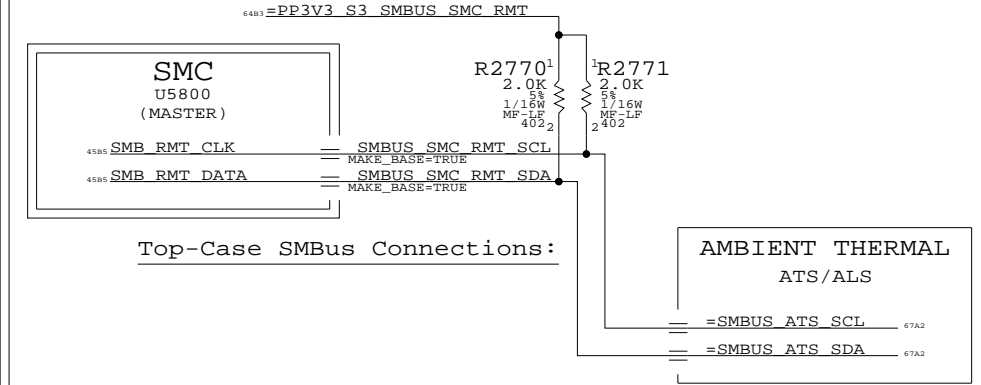 64B3 =PP3V3_S3_SMBUS_SMC_RMT
SMC
U5800
(MASTER)
R2770 1
2.0K
5%
1/16W
MF-LF
402 2
1 R2771
2.0K
5%
1/16W
MF-LF
2 402
45B5 SMB_RMT_CLK
SMBUS_SMC_RMT_SCL
MAKE_BASE=TRUE
45B5 SMB_RMT_DATA
SMBUS_SMC_RMT_SDA
MAKE_BASE=TRUE
Top-Case SMBus Connections:
AMBIENT THERMAL
ATS/ALS
=SMBUS_ATS_SCL 67A2
=SMBUS_ATS_SDA 67A2